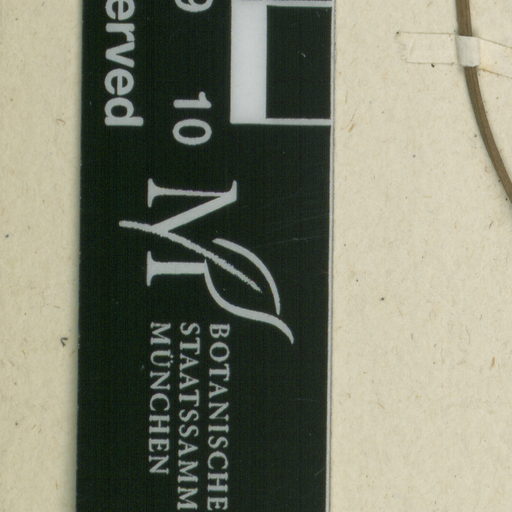 9 10
erved
BOTANISCHE
STAATSSAMM
MÜNCHEN